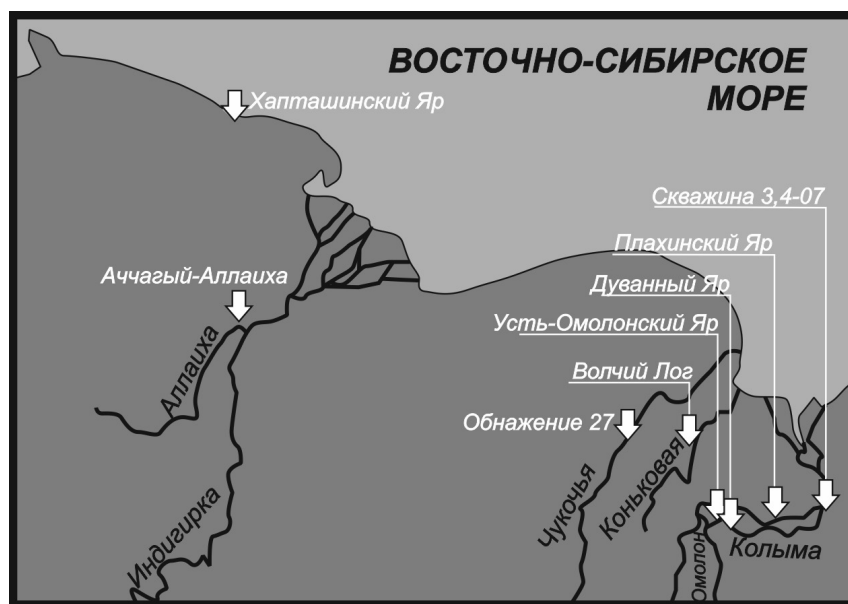 ВОСТОЧНО-СИБИРСКОЕ
МОРЕ
Хапташинский Яр
Скважина 3,4-07
Плахинский Яр
Аччагый-Аллаиха
Дуванный Яр
Усть-Омолонский Яр
Аллаиха
Волчий Лог
Обнажение 27
Индигирка
Чукочья
Коньковая
Омолон
Колыма